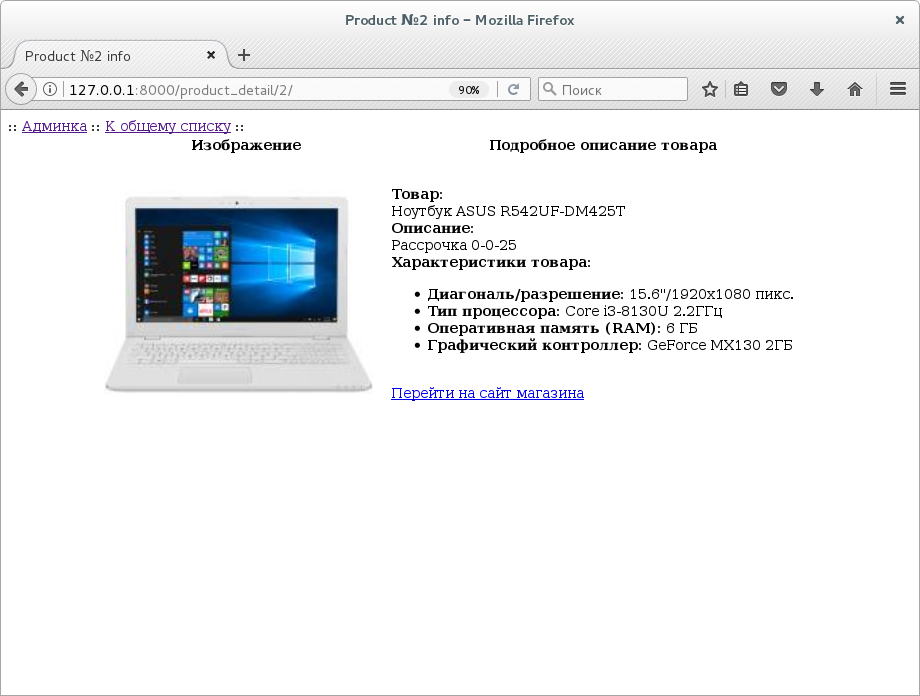 Product №2 info – Mozilla Firefox
Product №2 info
127.0.0.1:8000/product_detail/2/
90%
Поиск
:: Админка :: К общему списку ::
Изображение
Подробное описание товара
Товар:
Ноутбук ASUS R542UF-DM425T
Описание:
Рассрочка 0-0-25
Характеристики товара:
• Диагональ/разрешение: 15.6"/1920x1080 пикс.
• Тип процессора: Core i3-8130U 2.2ГГц
• Оперативная память (RAM): 6 ГБ
• Графический контроллер: GeForce MX130 2ГБ
Перейти на сайт магазина